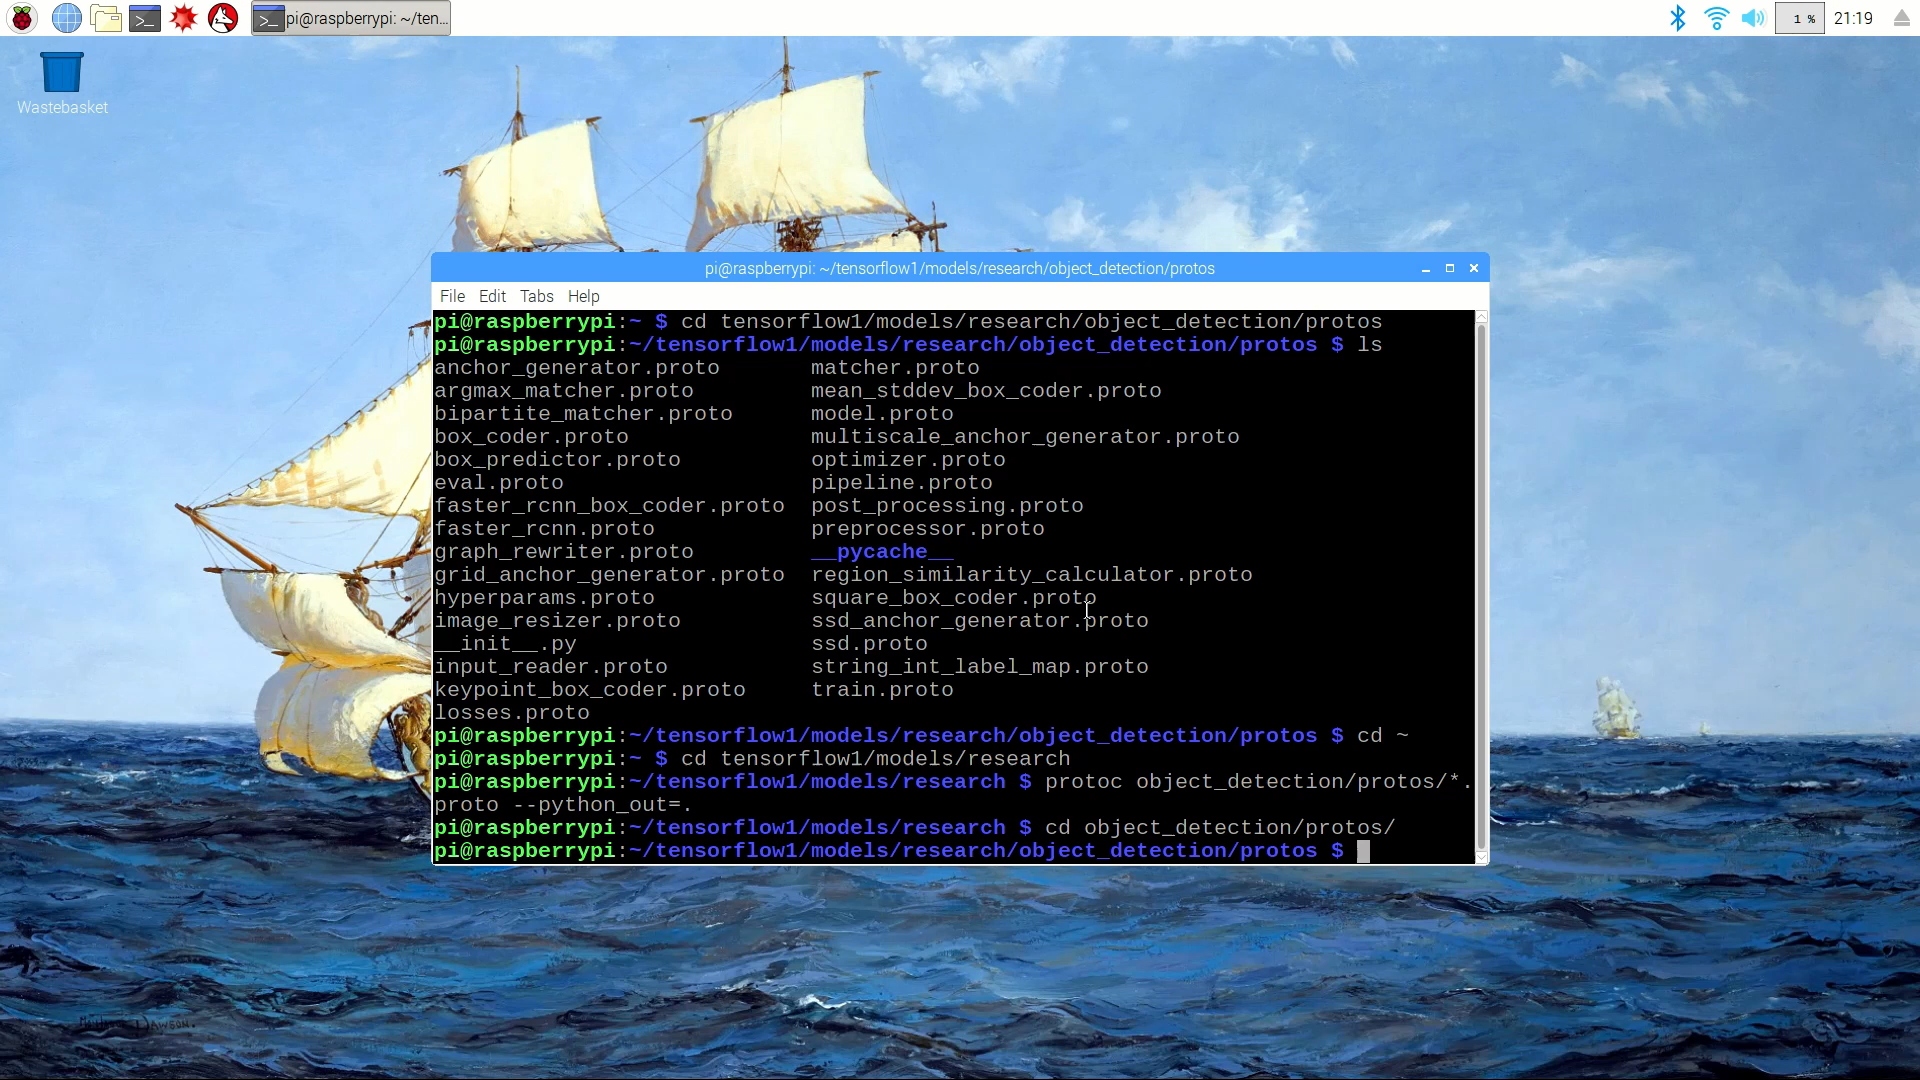 pi@raspberrypi: ~/ten...
1 %
21:19
Wastebasket
pi@raspberrypi: ~/tensorflow1/models/research/object_detection/protos
File Edit Tabs Help
pi@raspberrypi:~ $ cd tensorflow1/models/research/object_detection/protos
pi@raspberrypi:~/tensorflow1/models/research/object_detection/protos $ ls
anchor_generator.proto matcher.proto
argmax_matcher.proto mean_stddev_box_coder.proto
bipartite_matcher.proto model.proto
box_coder.proto multiscale_anchor_generator.proto
box_predictor.proto optimizer.proto
eval.proto pipeline.proto
faster_rcnn_box_coder.proto post_processing.proto
faster_rcnn.proto preprocessor.proto
graph_rewriter.proto __pycache__
grid_anchor_generator.proto region_similarity_calculator.proto
hyperparams.proto square_box_coder.proto
image_resizer.proto ssd_anchor_generator.proto
__init__.py ssd.proto
input_reader.proto string_int_label_map.proto
keypoint_box_coder.proto train.proto
losses.proto
pi@raspberrypi:~/tensorflow1/models/research/object_detection/protos $ cd ~
pi@raspberrypi:~ $ cd tensorflow1/models/research
pi@raspberrypi:~/tensorflow1/models/research $ protoc object_detection/protos/*.
proto --python_out=.
pi@raspberrypi:~/tensorflow1/models/research $ cd object_detection/protos/
pi@raspberrypi:~/tensorflow1/models/research/object_detection/protos $